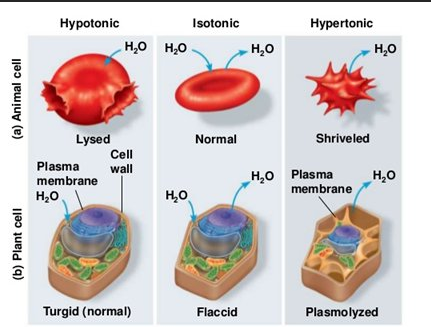 Hypotonic
Isotonic
Hypertonic
(a) Animal cell
H₂O
H₂O
H₂O
H₂O
Lysed
Normal
Shriveled
(b) Plant cell
Plasma
membrane
Cell
wall
H₂O
H₂O
H₂O
Plasma
membrane
H₂O
Turgid (normal)
Flaccid
Plasmolyzed